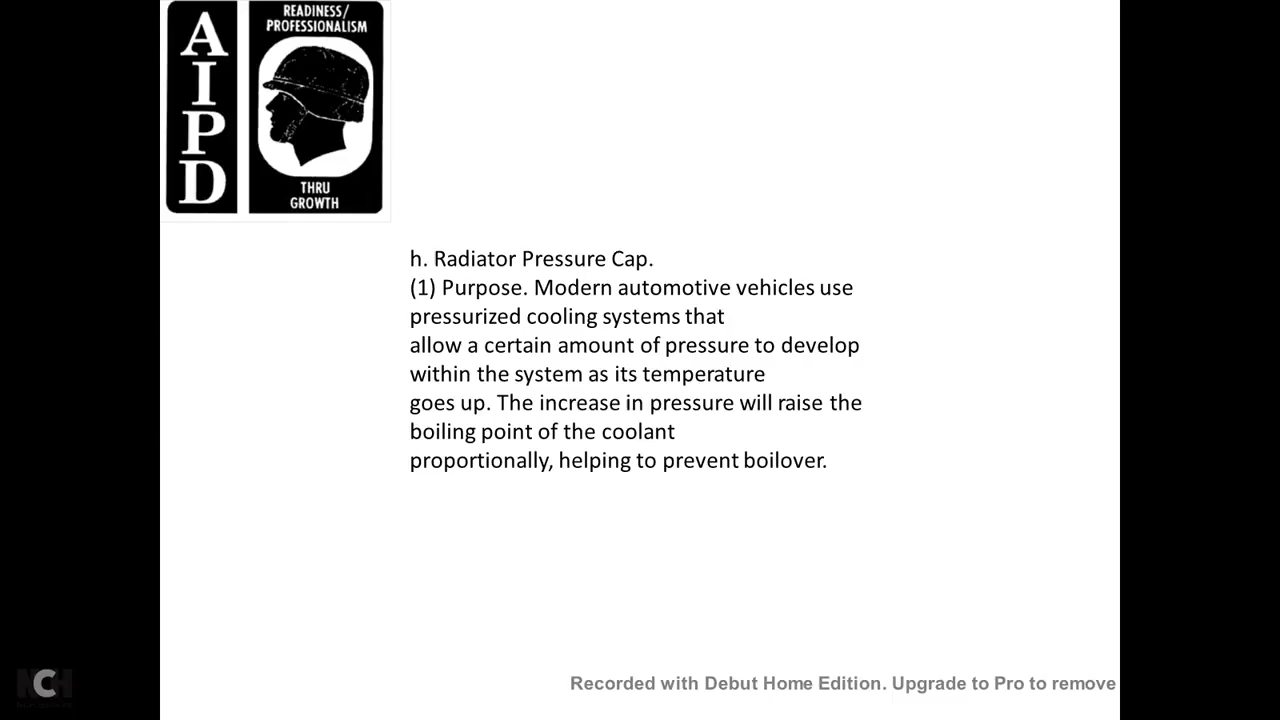 AIPD
READINESS/
PROFESSIONALISM
THRU
GROWTH
h. Radiator Pressure Cap.
(1) Purpose. Modern automotive vehicles use
pressurized cooling systems that
allow a certain amount of pressure to develop
within the system as its temperature
goes up. The increase in pressure will raise the
boiling point of the coolant
proportionally, helping to prevent boilover.
NCH
Recorded with Debut Home Edition. Upgrade to Pro to remove